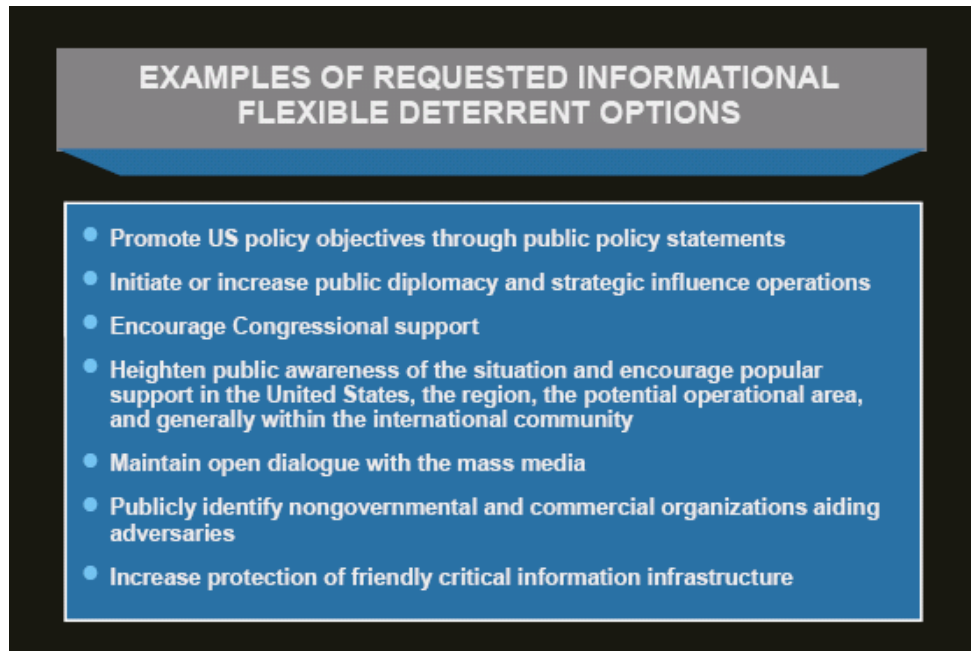 EXAMPLES OF REQUESTED INFORMATIONAL
FLEXIBLE DETERRENT OPTIONS
Promote US policy objectives through public policy statements
Initiate or increase public diplomacy and strategic influence operations
Encourage Congressional support
Heighten public awareness of the situation and encourage popular
support in the United States, the region, the potential operational area,
and generally within the international community
Maintain open dialogue with the mass media
Publicly identify nongovernmental and commercial organizations aiding
adversaries
Increase protection of friendly critical information infrastructure